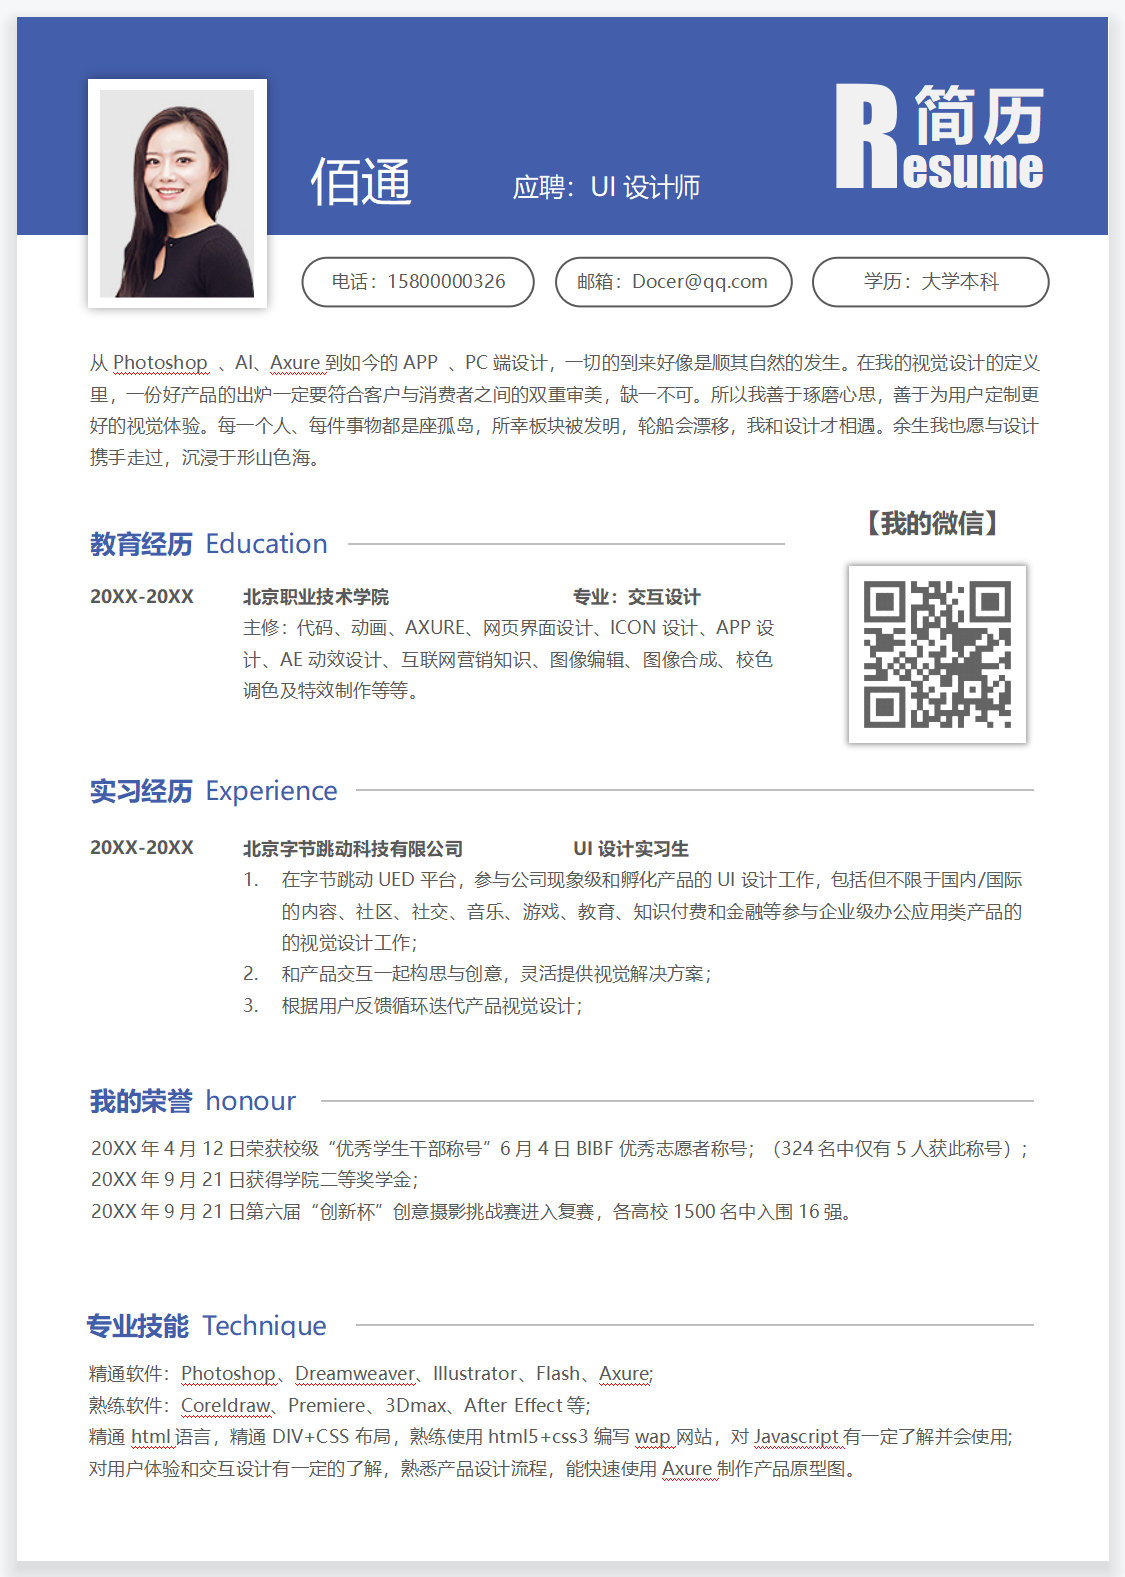 简历
Resume
佰通
应聘：UI 设计师
电话：15800000326
邮箱：Docer@qq.com
学历：大学本科
从 Photoshop 、AI、Axure 到如今的 APP 、PC 端设计，一切的到来好像是顺其自然的发生。在我的视觉设计的定义
里，一份好产品的出炉一定要符合客户与消费者之间的双重审美，缺一不可。所以我善于琢磨心思，善于为用户定制更
好的视觉体验。每一个人、每件事物都是座孤岛，所幸板块被发明，轮船会漂移，我和设计才相遇。余生我也愿与设计
携手走过，沉浸于形山色海。
【我的微信】
教育经历 Education
20XX-20XX 北京职业技术学院 专业：交互设计
主修：代码、动画、AXURE、网页界面设计、ICON 设计、APP 设
计、AE 动效设计、互联网营销知识、图像编辑、图像合成、校色
调色及特效制作等等。
实习经历 Experience
20XX-20XX 北京字节跳动科技有限公司 UI 设计实习生
1. 在字节跳动 UED 平台，参与公司现象级和孵化产品的 UI 设计工作，包括但不限于国内/国际
的内容、社区、社交、音乐、游戏、教育、知识付费和金融等参与企业级办公应用类产品的
的视觉设计工作；
2. 和产品交互一起构思与创意，灵活提供视觉解决方案；
3. 根据用户反馈循环迭代产品视觉设计；
我的荣誉 honour
20XX 年 4 月 12 日荣获校级“优秀学生干部称号”6 月 4 日 BIBF 优秀志愿者称号；（324 名中仅有 5 人获此称号）；
20XX 年 9 月 21 日获得学院二等奖学金；
20XX 年 9 月 21 日第六届“创新杯”创意摄影挑战赛进入复赛，各高校 1500 名中入围 16 强。
专业技能 Technique
精通软件：Photoshop、Dreamweaver、Illustrator、Flash、Axure;
熟练软件：Coreldraw、Premiere、3Dmax、After Effect 等;
精通 html 语言，精通 DIV+CSS 布局，熟练使用 html5+css3 编写 wap 网站，对 Javascript 有一定了解并会使用;
对用户体验和交互设计有一定的了解，熟悉产品设计流程，能快速使用 Axure 制作产品原型图。